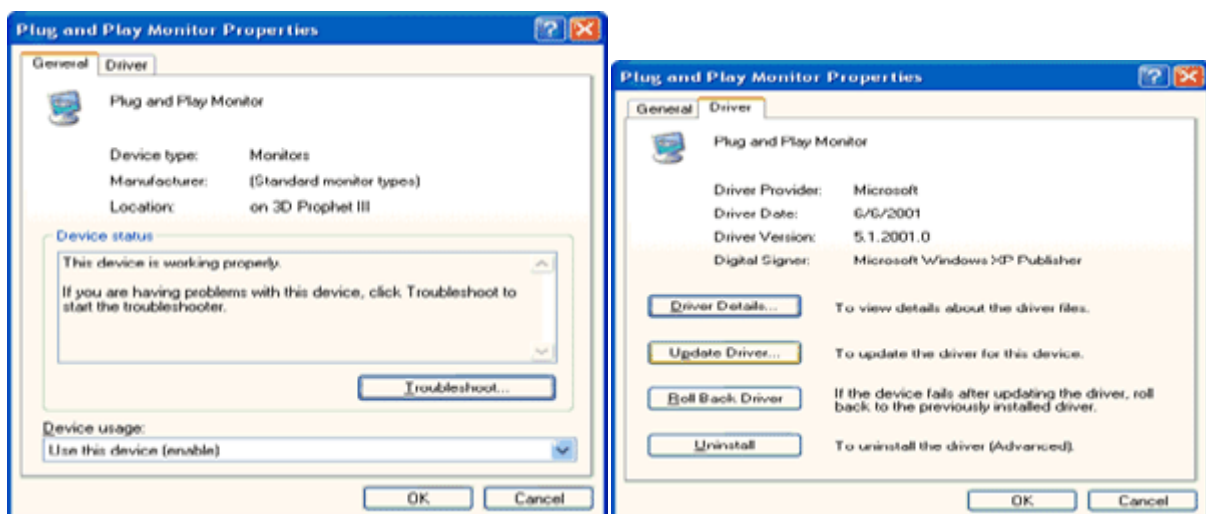 Plug and Play Monitor Properties
General Driver
Plug and Play Monitor
Device type: Monitors
Manufacturer: (Standard monitor types)
Location: on 3D Prophet III
Device status
This device is working properly.
If you are having problems with this device, click Troubleshoot to
start the troubleshooter.
Troubleshoot...
Device usage:
Use this device (enable)
OK Cancel
Plug and Play Monitor Properties
General Driver
Plug and Play Monitor
Driver Provider: Microsoft
Driver Date: 6/6/2001
Driver Version: 5.1.2001.0
Digital Signer: Microsoft Windows XP Publisher
Driver Details... To view details about the driver files.
Update Driver... To update the driver for this device.
Roll Back Driver If the device fails after updating the driver, roll
back to the previously installed driver.
Uninstall To uninstall the driver (Advanced).
OK Cancel